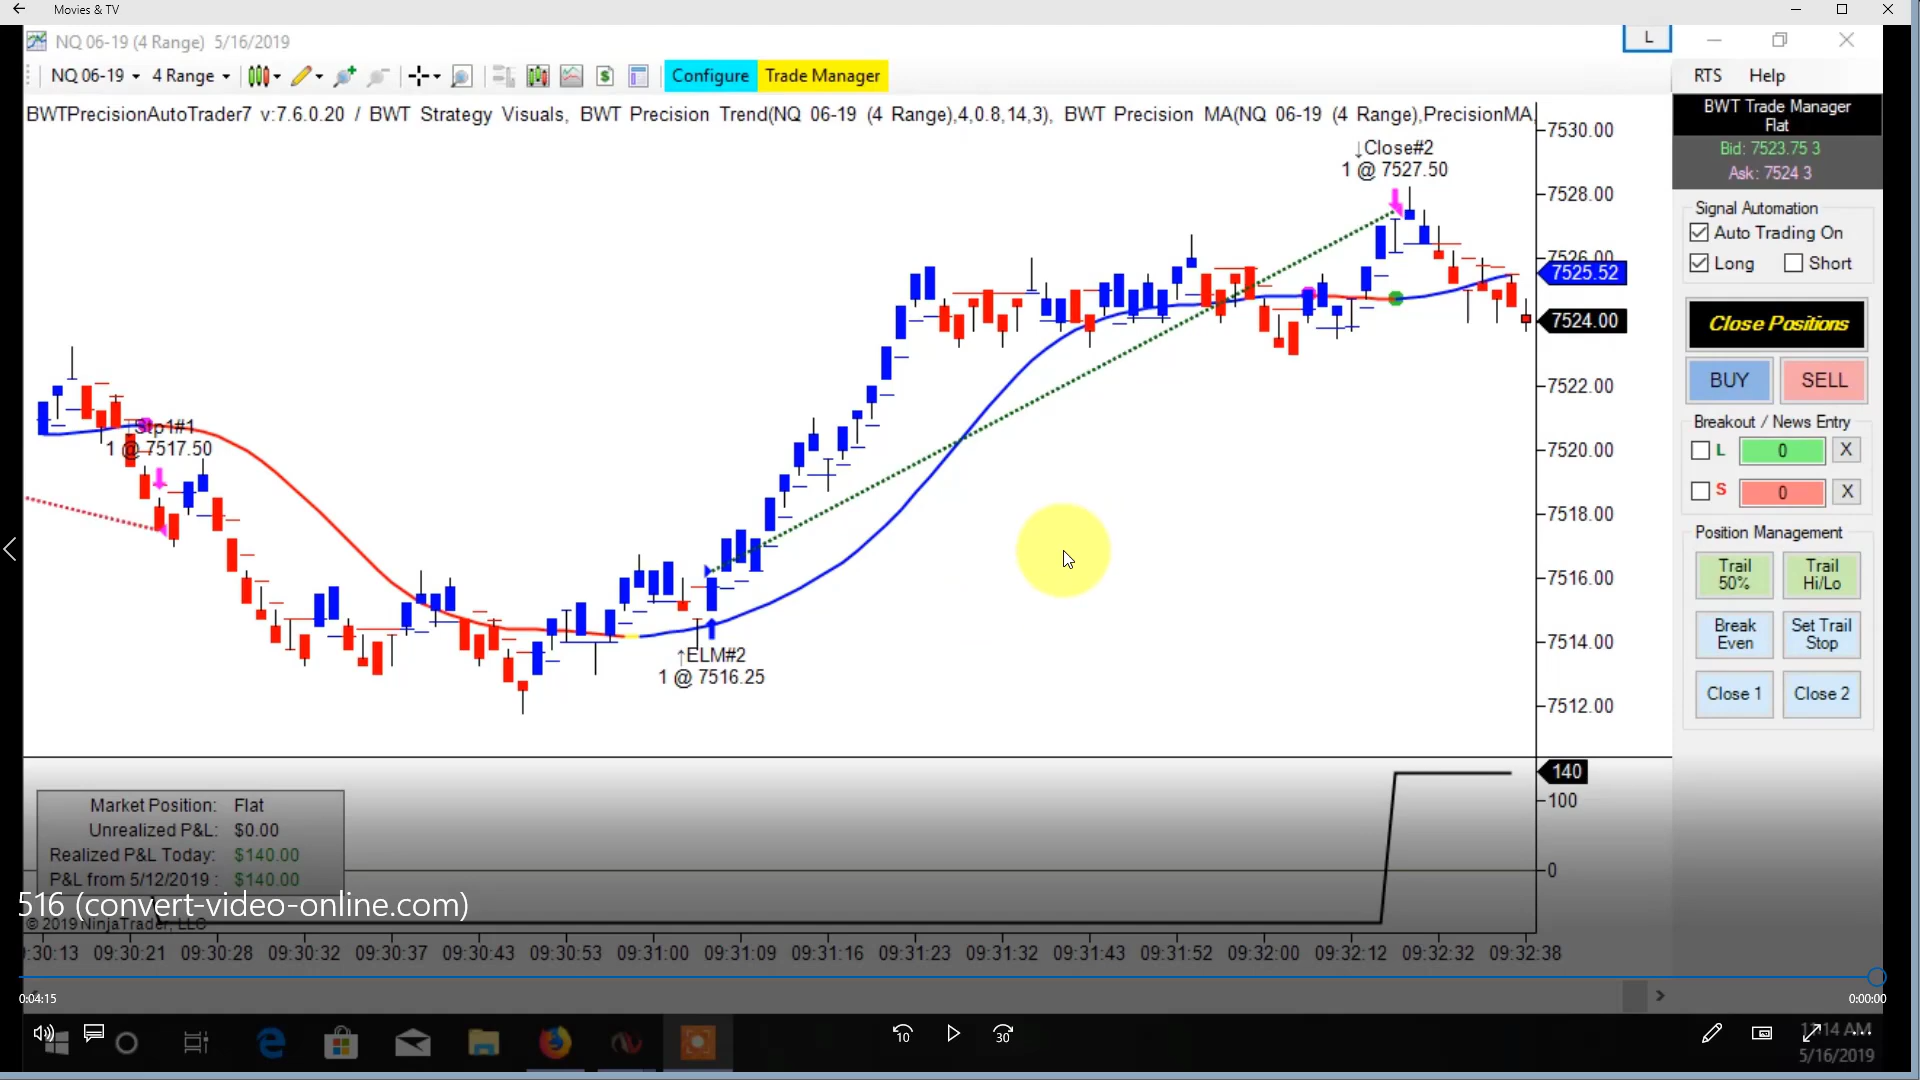 Movies & TV
NQ 06-19 (4 Range) 5/16/2019
L
NQ 06-19 4 Range Configure Trade Manager
RTS Help
BWTPrecisionAutoTrader7 v:7.6.0.20 / BWT Strategy Visuals, BWT Precision Trend(NQ 06-19 (4 Range),4,0.8,14,3), BWT Precision MA(NQ 06-19 (4 Range),PrecisionMA,
BWT Trade Manager
Flat
Bid: 7523.75 3
Ask: 7524 3
Signal Automation
Auto Trading On
Long Short
Close Positions
BUY SELL
Breakout / News Entry
L 0 X
S 0 X
Position Management
Trail 50%
Trail Hi/Lo
Break Even
Set Trail Stop
Close 1 Close 2
↓Close#2
1 @ 7527.50
Stp1#1
1 @ 7517.50
↑ELM#2
1 @ 7516.25
7530.00
7528.00
7526.00
7525.52
7524.00
7522.00
7520.00
7518.00
7516.00
7514.00
7512.00
140
100
0
Market Position: Flat
Unrealized P&L: $0.00
Realized P&L Today: $140.00
P&L from 5/12/2019 : $140.00
516 (convert-video-online.com)
© 2019 NinjaTrader, LLC
:30:13 09:30:21 09:30:28 09:30:32 09:30:37 09:30:43 09:30:53 09:31:00 09:31:09 09:31:16 09:31:23 09:31:32 09:31:43 09:31:52 09:32:00 09:32:12 09:32:32 09:32:38
0:04:15 0:00:00
10 30
11:14 AM
5/16/2019